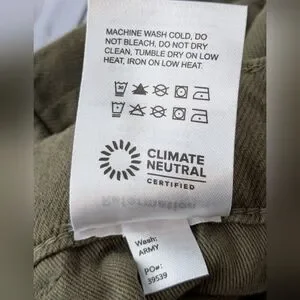 MACHINE WASH COLD, DO
NOT BLEACH, DO NOT DRY
CLEAN, TUMBLE DRY ON LOW
HEAT, IRON ON LOW HEAT.
CLIMATE
NEUTRAL
CERTIFIED
Reformation
Wash:
ARMY
PO#:
39539